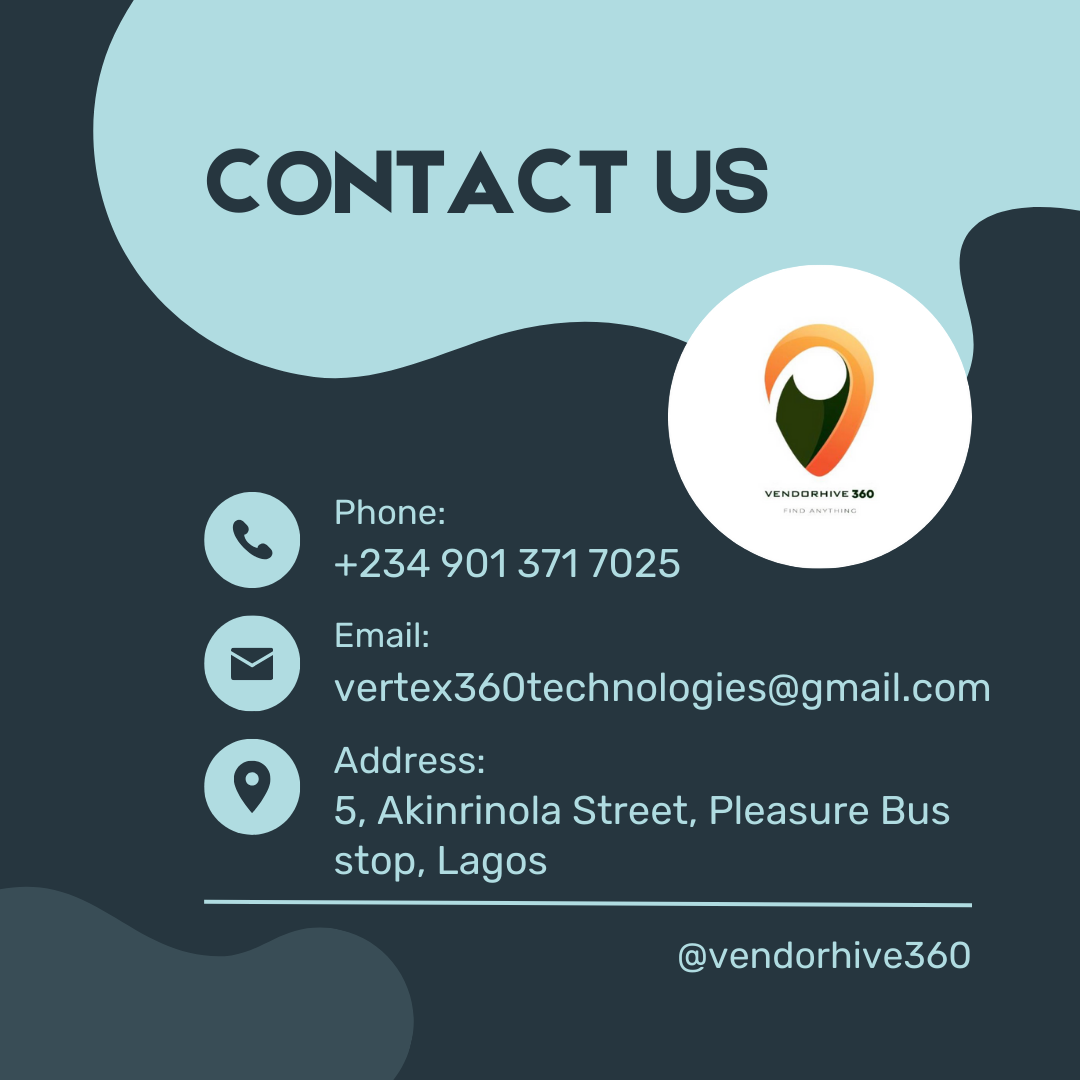 CONTACT US
VENDORHIVE 360
FIND ANYTHING
Phone:
+234 901 371 7025
Email:
vertex360technologies@gmail.com
Address:
5, Akinrinola Street, Pleasure Bus
stop, Lagos
@vendorhive360